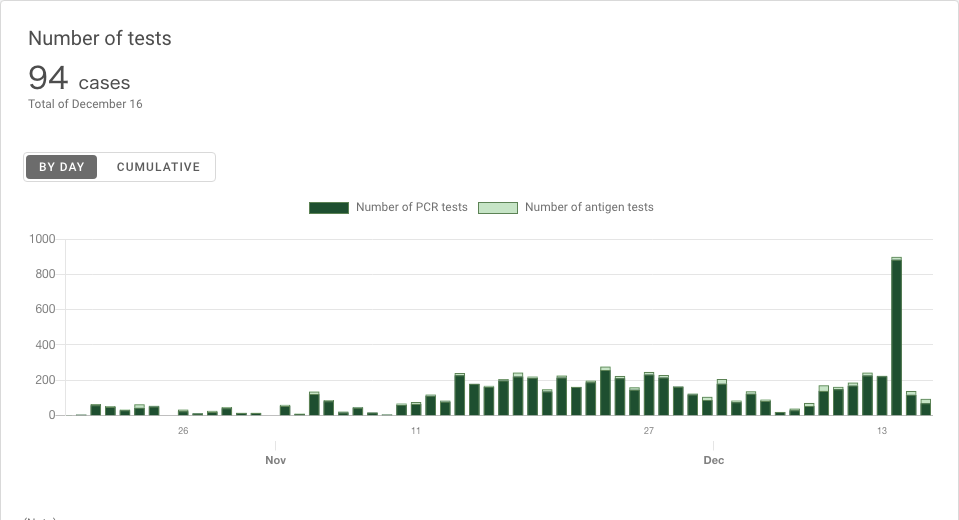 Number of tests
94 cases
Total of December 16
BY DAY CUMULATIVE
Number of PCR tests Number of antigen tests
1000
800
600
400
200
0
26 11 27 13
Nov Dec